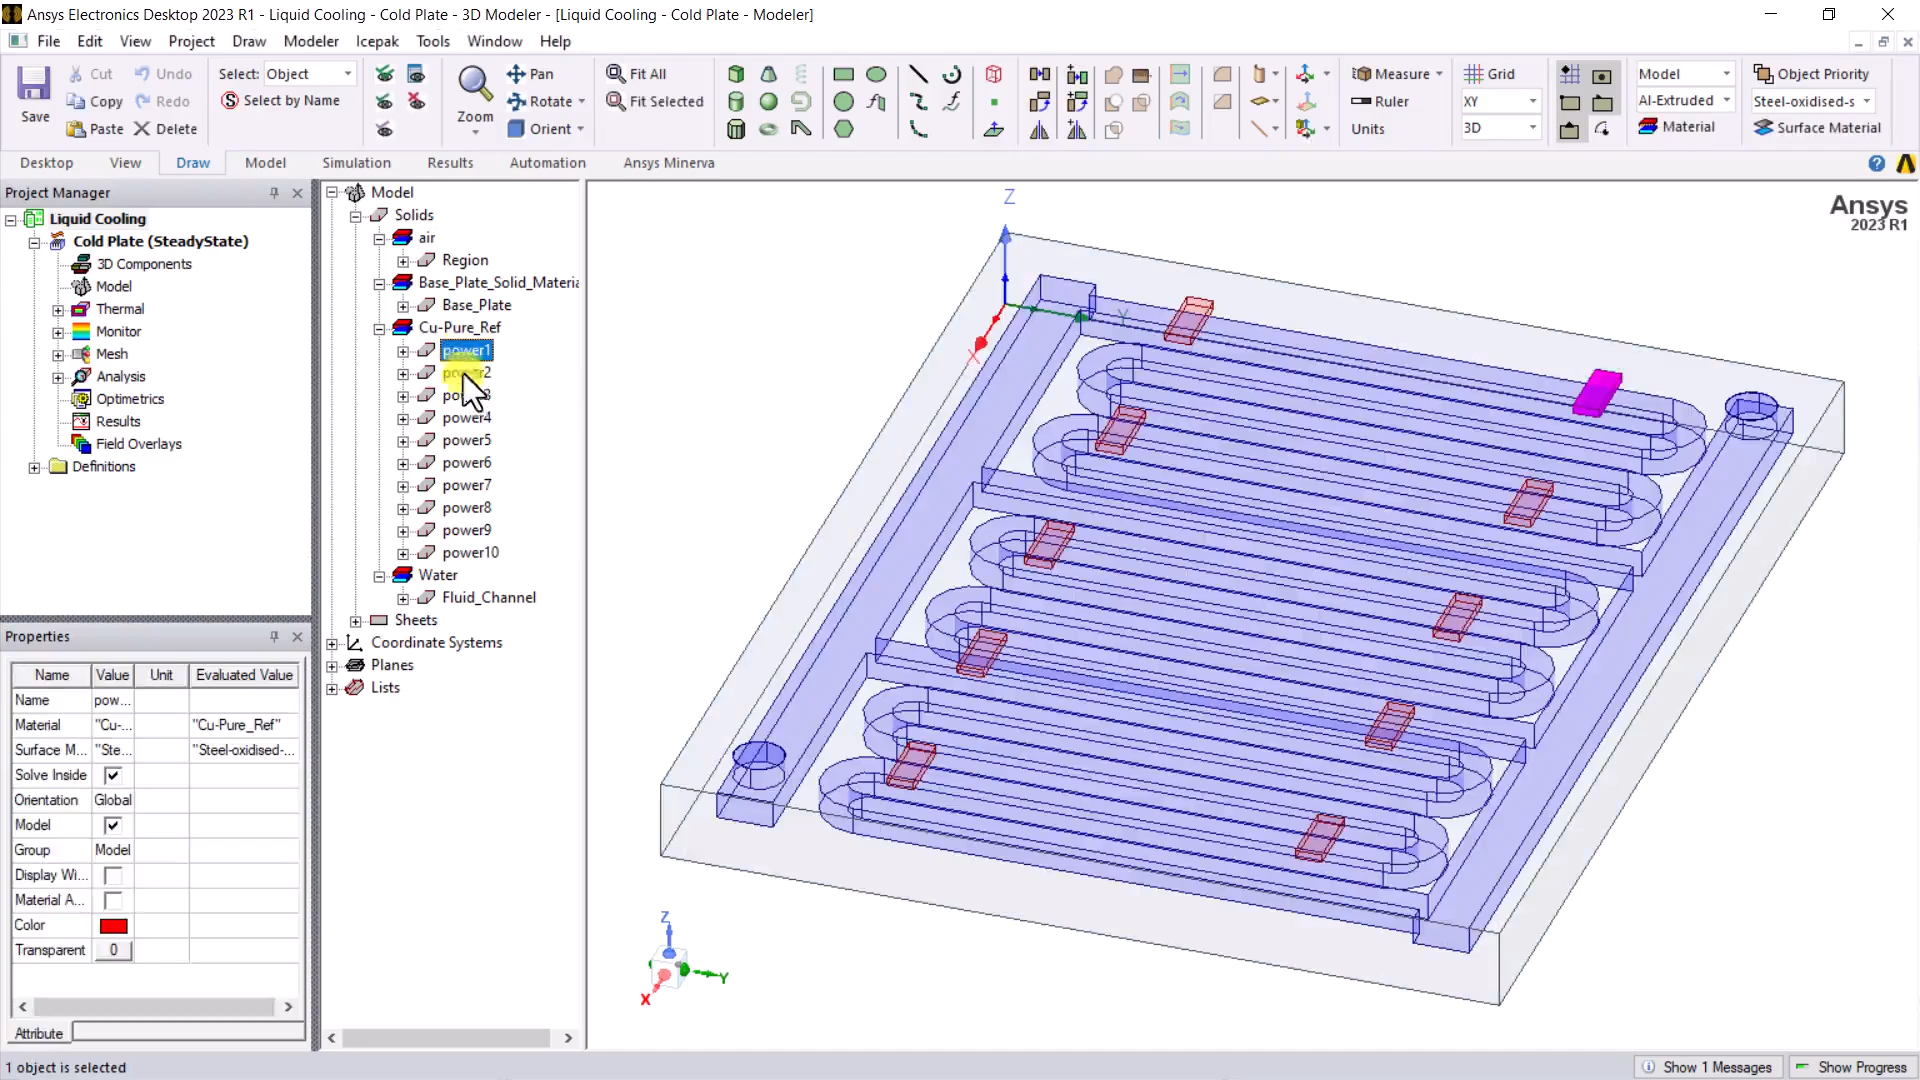 Ansys Electronics Desktop 2023 R1 - Liquid Cooling - Cold Plate - 3D Modeler - [Liquid Cooling - Cold Plate - Modeler]
File Edit View Project Draw Modeler Icepak Tools Window Help
Save
Cut Undo
Copy Redo
Paste Delete
Select: Object
Select by Name
Zoom
Pan
Rotate
Orient
Fit All
Fit Selected
Measure
Ruler
Units
Grid
XY
3D
Model
Al-Extruded
Material
Object Priority
Steel-oxidised-s
Surface Material
Desktop View Draw Model Simulation Results Automation Ansys Minerva
Project Manager
Liquid Cooling
Cold Plate (SteadyState)
3D Components
Model
Thermal
Monitor
Mesh
Analysis
Optimetrics
Results
Field Overlays
Definitions
Model
Solids
air
Region
Base_Plate_Solid_Materia
Base_Plate
Cu-Pure_Ref
power1
power2
power4
power5
power6
power7
power8
power9
power10
Water
Fluid_Channel
Sheets
Coordinate Systems
Planes
Lists
Properties
Name Value Unit Evaluated Value
Name pow...
Material "Cu-... "Cu-Pure_Ref"
Surface M... "Ste... "Steel-oxidised-...
Solve Inside
Orientation Global
Model
Group Model
Display Wi...
Material A...
Color
Transparent 0
Attribute
Z
Y
X
Ansys
2023 R1
Z
Y
X
1 object is selected
Show 1 Messages Show Progress